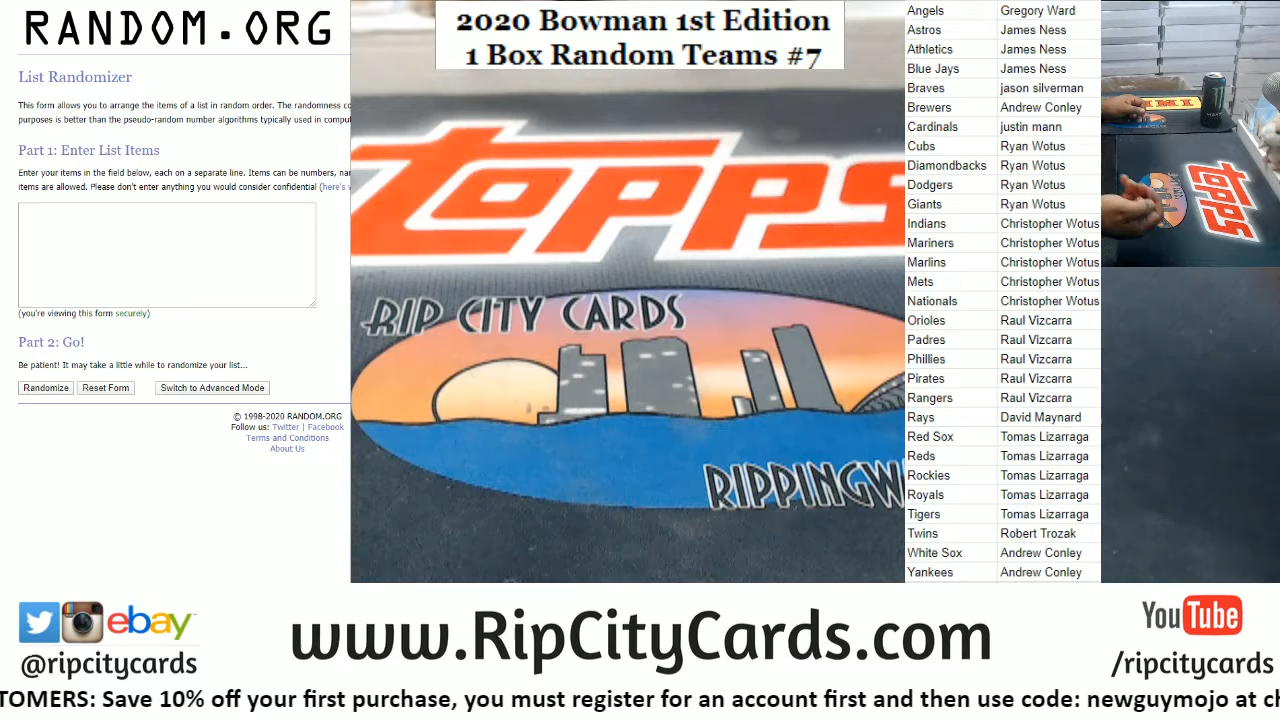 RANDOM.ORG
List Randomizer
This form allows you to arrange the items of a list in random order. The randomness co
purposes is better than the pseudo-random number algorithms typically used in comput
Part 1: Enter List Items
Enter your items in the field below, each on a separate line. Items can be numbers, nar
items are allowed. Please don't enter anything you would consider confidential (here's w
(you're viewing this form securely)
Part 2: Go!
Be patient! It may take a little while to randomize your list...
Randomize Reset Form Switch to Advanced Mode
© 1998-2020 RANDOM.ORG
Follow us: Twitter | Facebook
Terms and Conditions
About Us
2020 Bowman 1st Edition
1 Box Random Teams #7
topps
RIP CITY CARDS
RIPPINGW
Angels Gregory Ward
Astros James Ness
Athletics James Ness
Blue Jays James Ness
Braves jason silverman
Brewers Andrew Conley
Cardinals justin mann
Cubs Ryan Wotus
Diamondbacks Ryan Wotus
Dodgers Ryan Wotus
Giants Ryan Wotus
Indians Christopher Wotus
Mariners Christopher Wotus
Marlins Christopher Wotus
Mets Christopher Wotus
Nationals Christopher Wotus
Orioles Raul Vizcarra
Padres Raul Vizcarra
Phillies Raul Vizcarra
Pirates Raul Vizcarra
Rangers Raul Vizcarra
Rays David Maynard
Red Sox Tomas Lizarraga
Reds Tomas Lizarraga
Rockies Tomas Lizarraga
Royals Tomas Lizarraga
Tigers Tomas Lizarraga
Twins Robert Trozak
White Sox Andrew Conley
Yankees Andrew Conley
topps
ebay™
@ripcitycards
www.RipCityCards.com
YouTube
/ripcitycards
TOMERS: Save 10% off your first purchase, you must register for an account first and then use code: newguymojo at ch